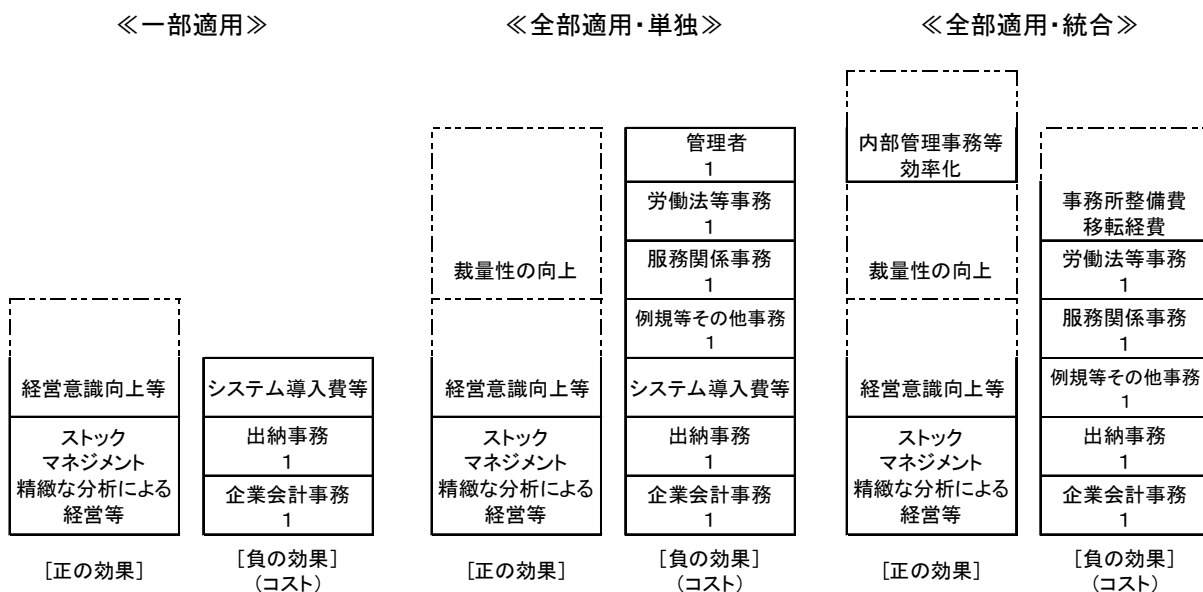 ≪一部適用≫
≪全部適用・単独≫
≪全部適用・統合≫
経営意識向上等
ストック
マネジメント
精緻な分析による
経営等
[正の効果]
システム導入費等
出納事務
1
企業会計事務
1
[負の効果]
(コスト)
裁量性の向上
経営意識向上等
ストック
マネジメント
精緻な分析による
経営等
[正の効果]
管理者
1
労働法等事務
1
服務関係事務
1
例規等その他事務
1
システム導入費等
出納事務
1
企業会計事務
1
[負の効果]
(コスト)
内部管理事務等
効率化
裁量性の向上
経営意識向上等
ストック
マネジメント
精緻な分析による
経営等
[正の効果]
事務所整備費
移転経費
労働法等事務
1
服務関係事務
1
例規等その他事務
1
出納事務
1
企業会計事務
1
[負の効果]
(コスト)